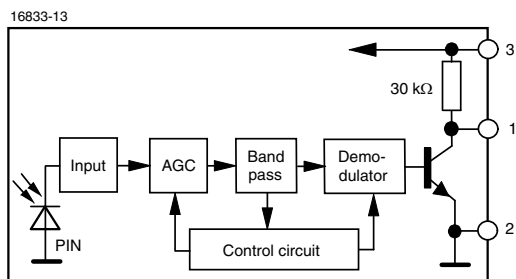 16833-13
3
30 kΩ
1
Input
AGC
Band
pass
Demo-
dulator
2
PIN
Control circuit